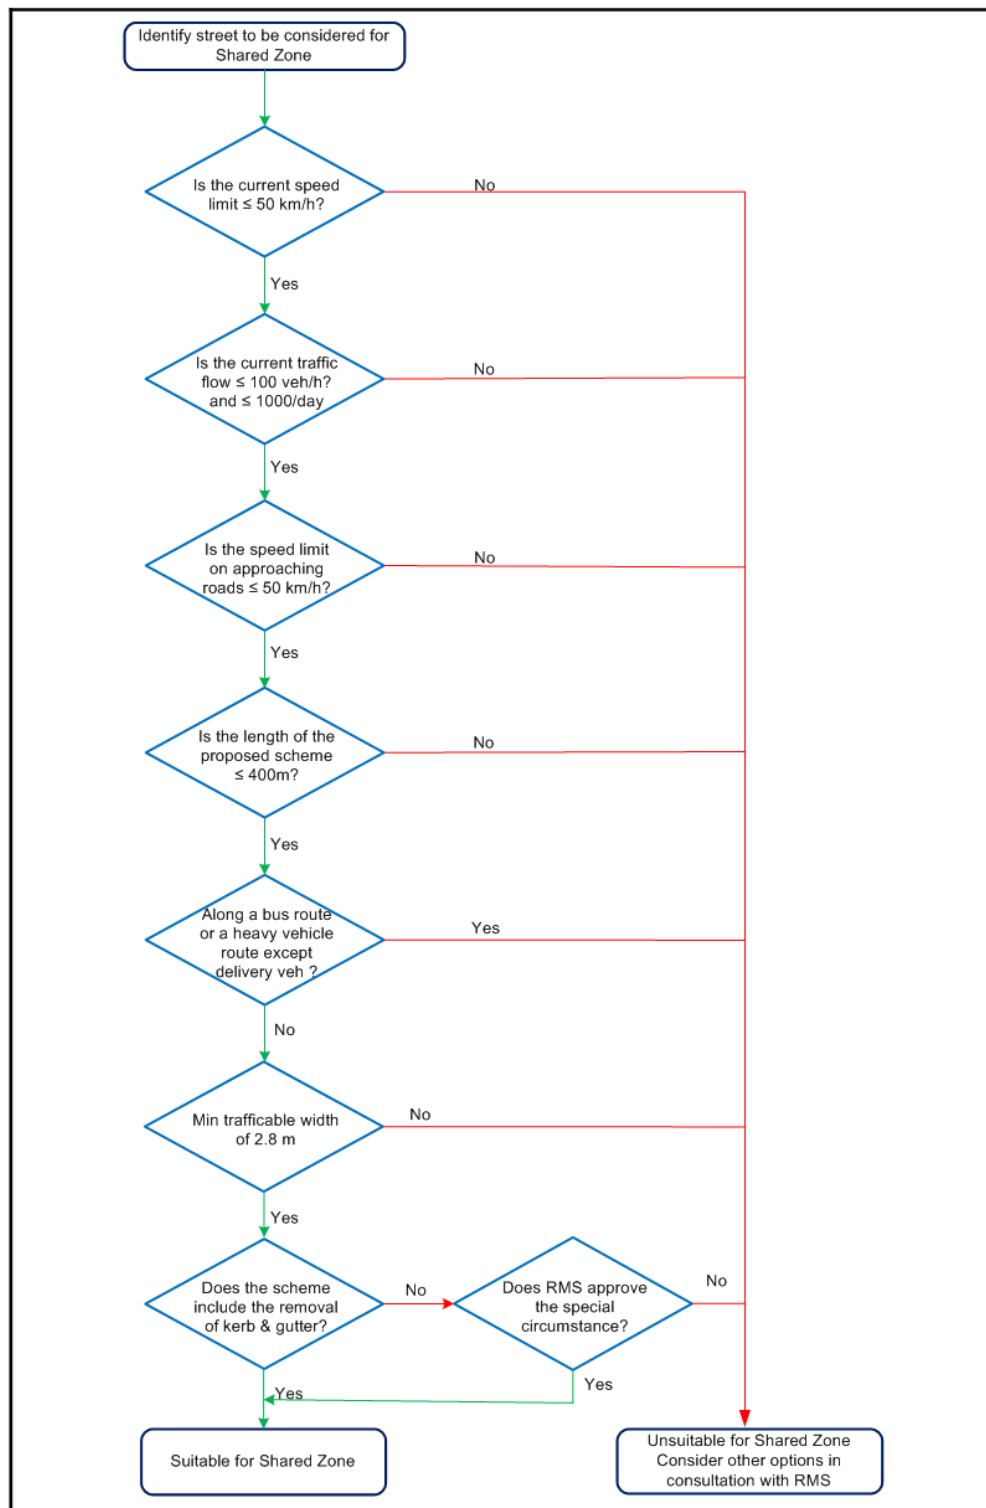 Identify street to be considered for
Shared Zone
Is the current speed
limit ≤ 50 km/h?
No
Yes
Is the current traffic
flow ≤ 100 veh/h?
and ≤ 1000/day
No
Yes
Is the speed limit
on approaching
roads ≤ 50 km/h?
No
Yes
Is the length of the
proposed scheme
≤ 400m?
No
Yes
Along a bus route
or a heavy vehicle
route except
delivery veh ?
Yes
No
Min trafficable width
of 2.8 m
No
Yes
Does the scheme
include the removal
of kerb & gutter?
No
Does RMS approve
the special
circumstance?
No
Yes
Yes
Suitable for Shared Zone
Unsuitable for Shared Zone
Consider other options in
consultation with RMS